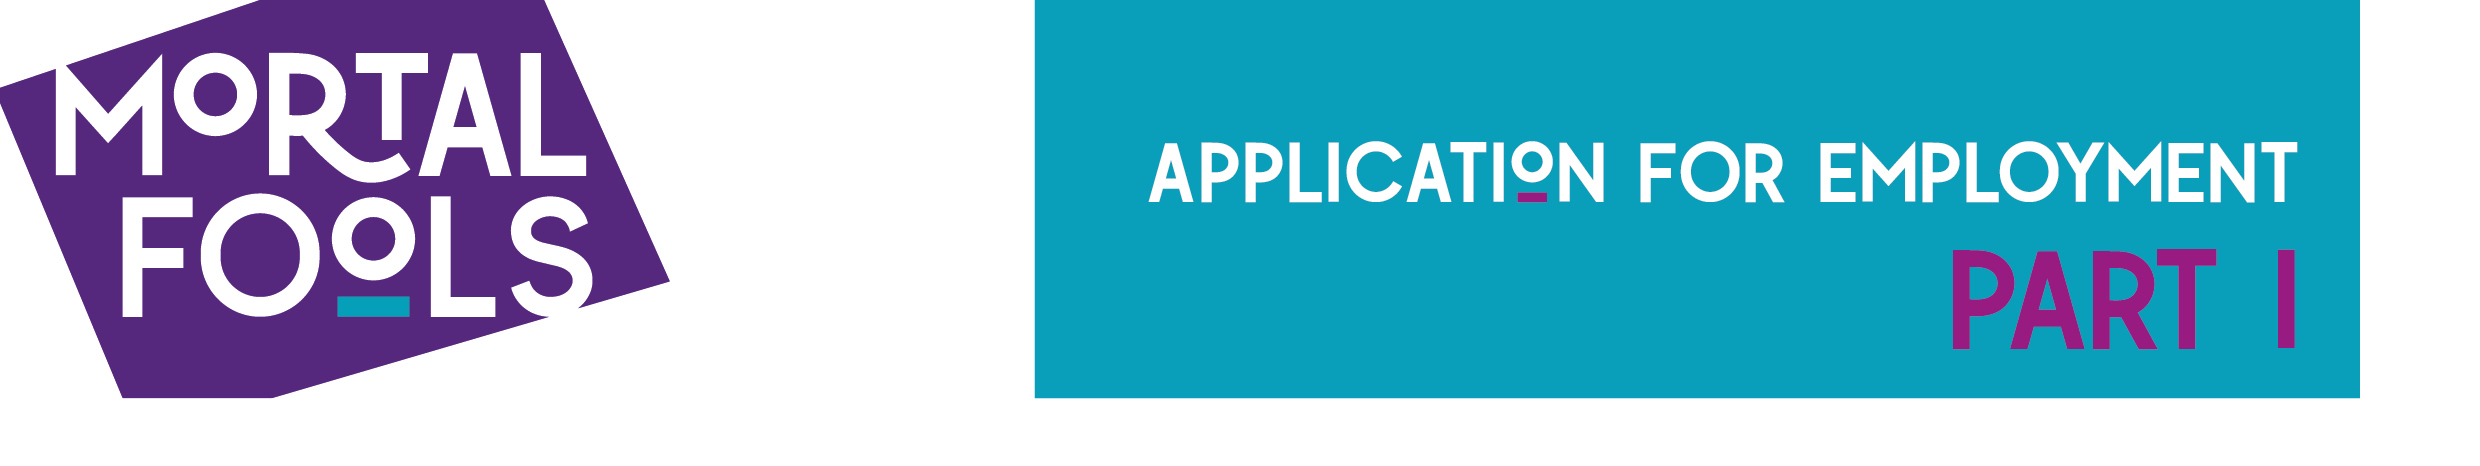 MORTAL
FOOLS
APPLICATION FOR EMPLOYMENT
PART I